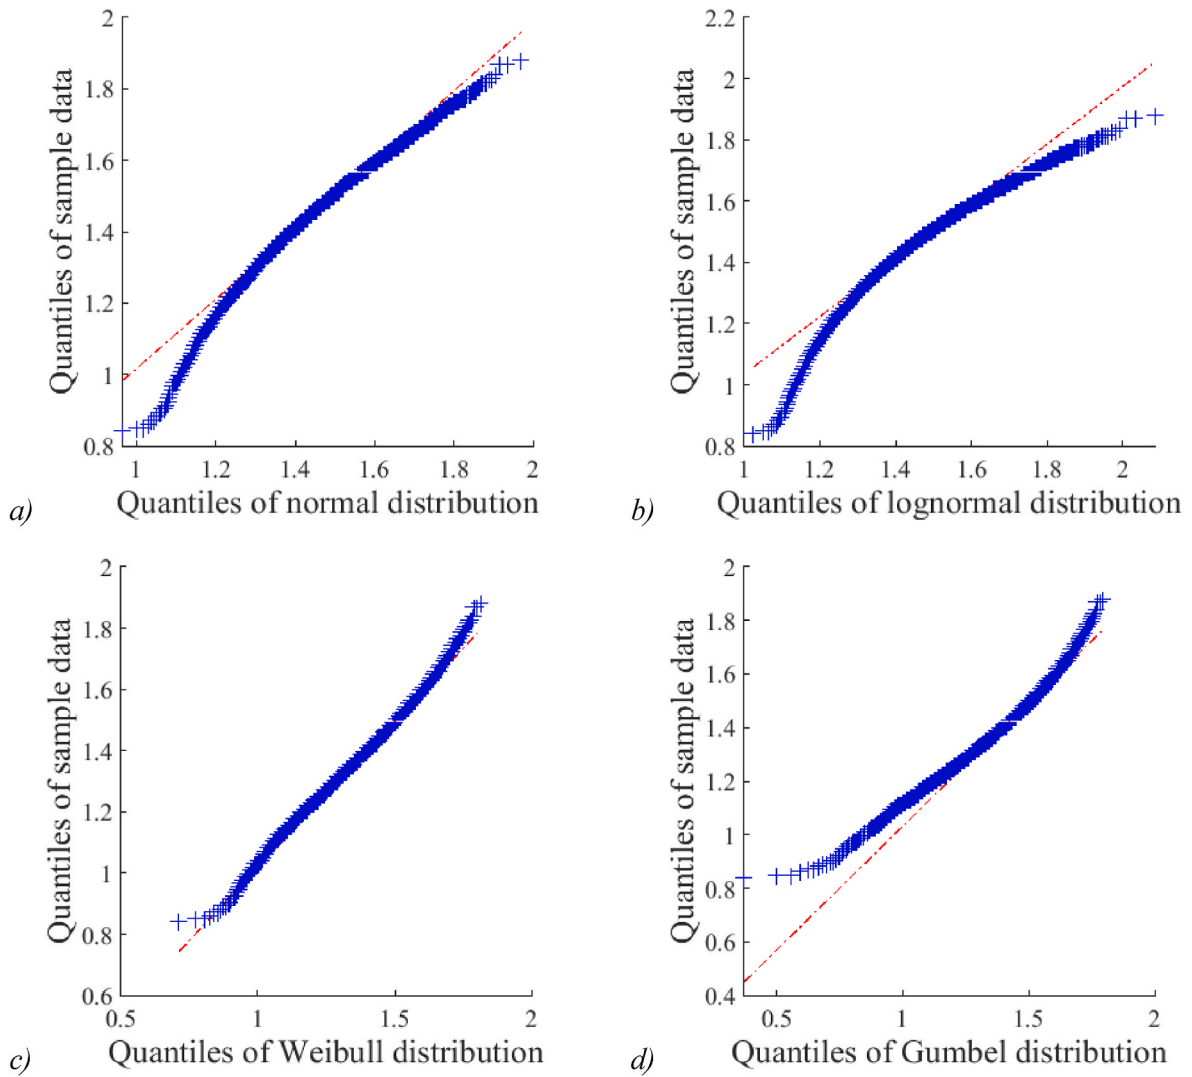 2
2.2
1.8
2
1.6
1.8
1.4
1.6
1.2
1.4
1
1.2
0.8
1
0.8
Quantiles of sample data
Quantiles of sample data
1 1.2 1.4 1.6 1.8 2
1 1.2 1.4 1.6 1.8 2
a) Quantiles of normal distribution
b) Quantiles of lognormal distribution
2
1.8
1.6
1.4
1.2
1
0.8
0.6
Quantiles of sample data
0.5 1 1.5 2
c) Quantiles of Weibull distribution
2
1.8
1.6
1.4
1.2
1
0.8
0.6
0.4
Quantiles of sample data
0.5 1 1.5 2
d) Quantiles of Gumbel distribution